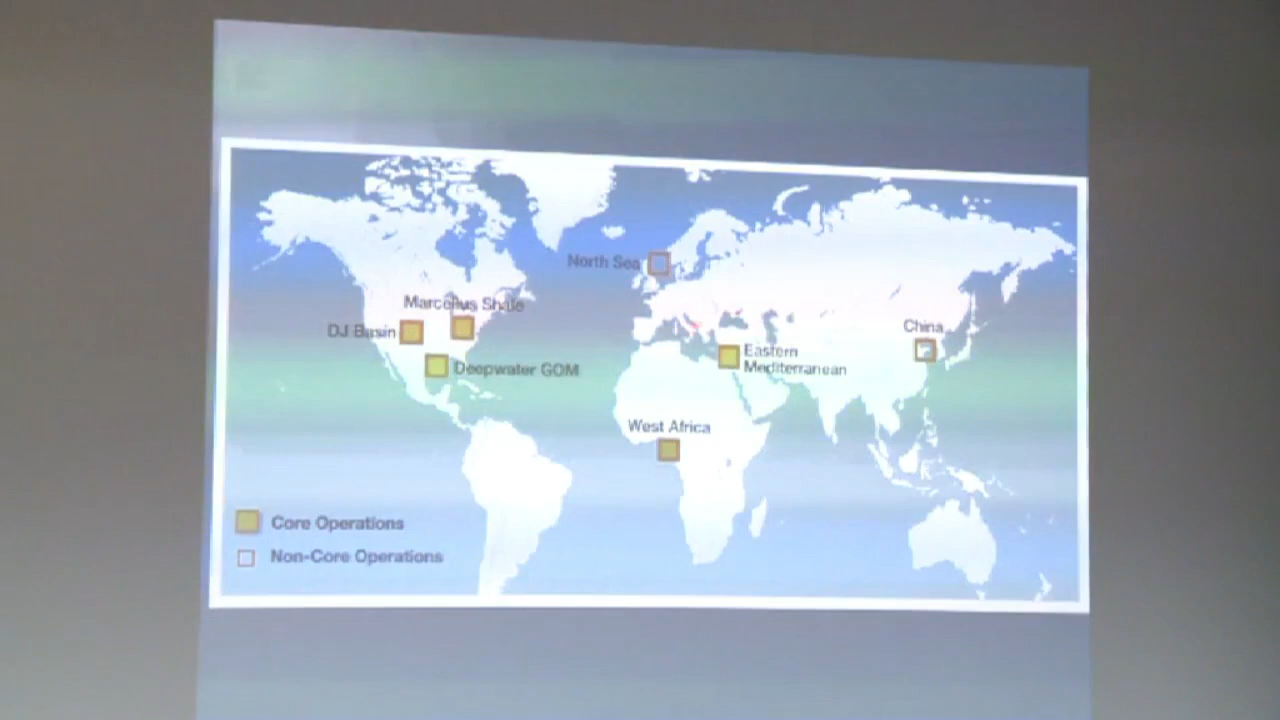 North Sea
Marcellus Shale
DJ Basin
China
Eastern
Mediterranean
Deepwater GOM
West Africa
Core Operations
Non-Core Operations